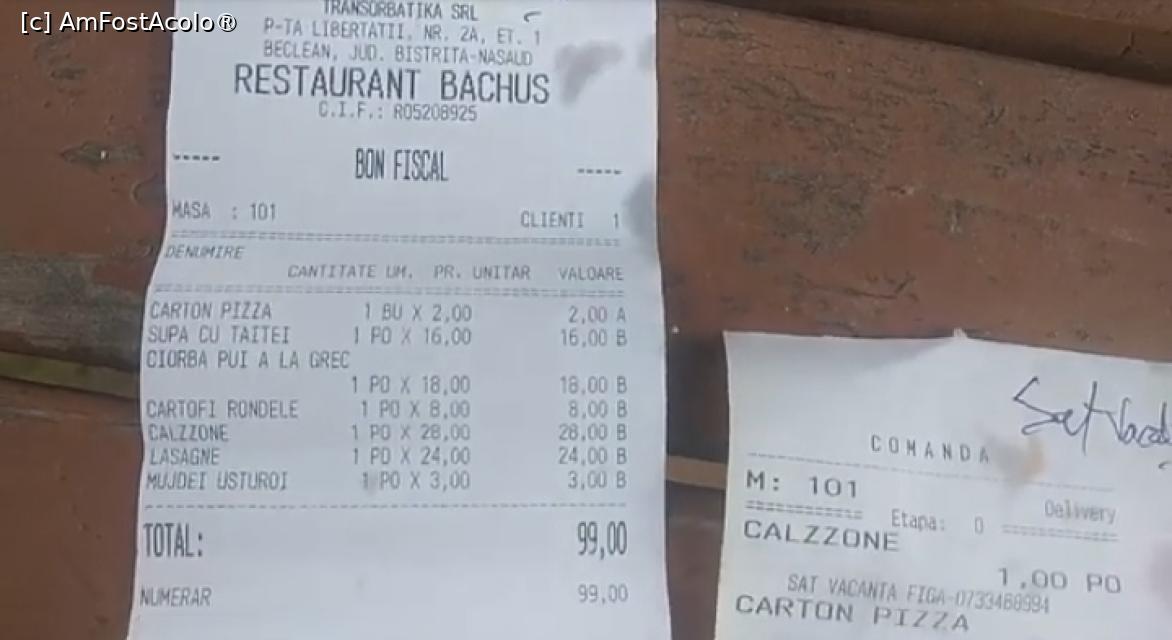 [c] AmFostAcolo®
TRANSORBATIKA SRL
P-TA LIBERTATII, NR. 2A, ET. 1
BECLEAN, JUD. BISTRITA-NASAUD
RESTAURANT BACHUS
C.I.F.: RO5208925
----- BON FISCAL -----
MASA : 101 CLIENTI 1
DENUMIRE
CANTITATE UM. PR. UNITAR VALOARE
CARTON PIZZA 1 BU X 2,00 2,00 A
SUPA CU TAITEI 1 PO X 16,00 16,00 B
CIORBA PUI A LA GREC
1 PO X 18,00 18,00 B
CARTOFI RONDELE 1 PO X 8,00 8,00 B
CALZZONE 1 PO X 28,00 28,00 B
LASAGNE 1 PO X 24,00 24,00 B
MUJDEI USTUROI 1 PO X 3,00 3,00 B
TOTAL: 99,00
NUMERAR 99,00
Sat
COMANDA
M: 101
Etapa: 0 Delivery
CALZZONE
1,00 PO
SAT VACANTA FIGA-0733468994
CARTON PIZZA